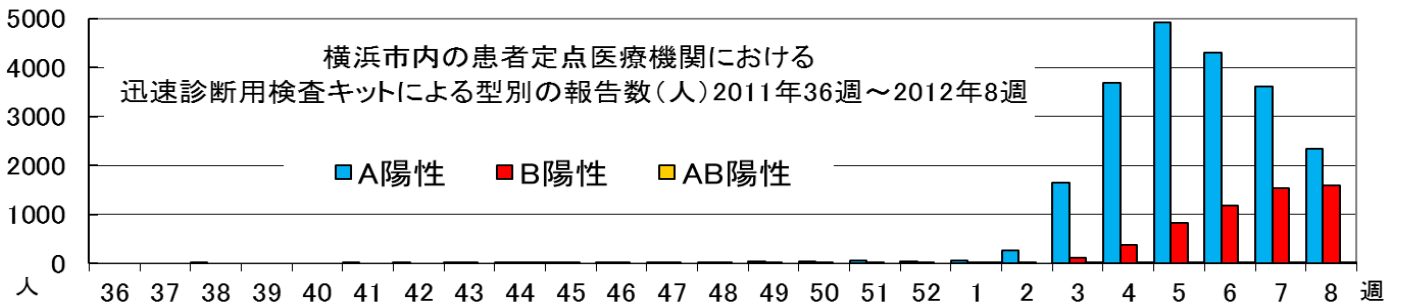 5000
横浜市内の患者定点医療機関における
4000
迅速診断用検査キットによる型別の報告数(人)2011年36週～2012年8週
3000
2000
A陽性 B陽性 AB陽性
1000
0
人 36 37 38 39 40 41 42 43 44 45 46 47 48 49 50 51 52 1 2 3 4 5 6 7 8 週